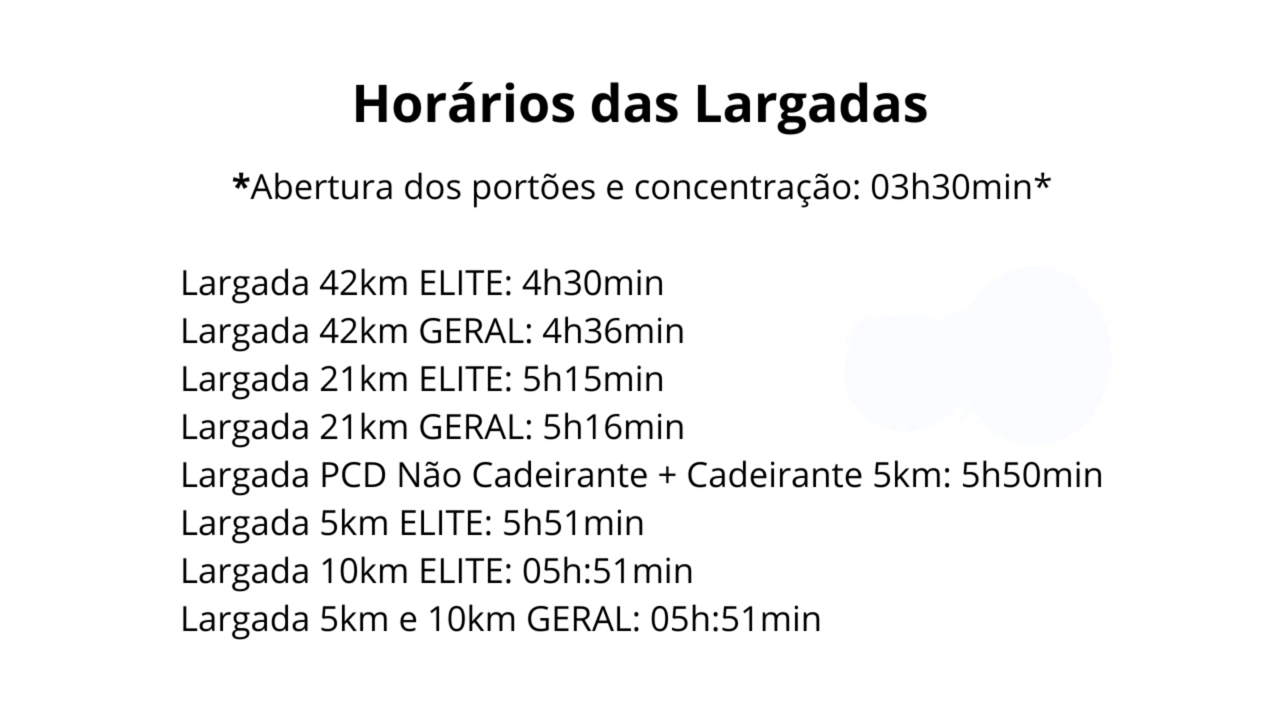 Horários das Largadas
*Abertura dos portões e concentração: 03h30min*
Largada 42km ELITE: 4h30min
Largada 42km GERAL: 4h36min
Largada 21km ELITE: 5h15min
Largada 21km GERAL: 5h16min
Largada PCD Não Cadeirante + Cadeirante 5km: 5h50min
Largada 5km ELITE: 5h51min
Largada 10km ELITE: 05h:51min
Largada 5km e 10km GERAL: 05h:51min